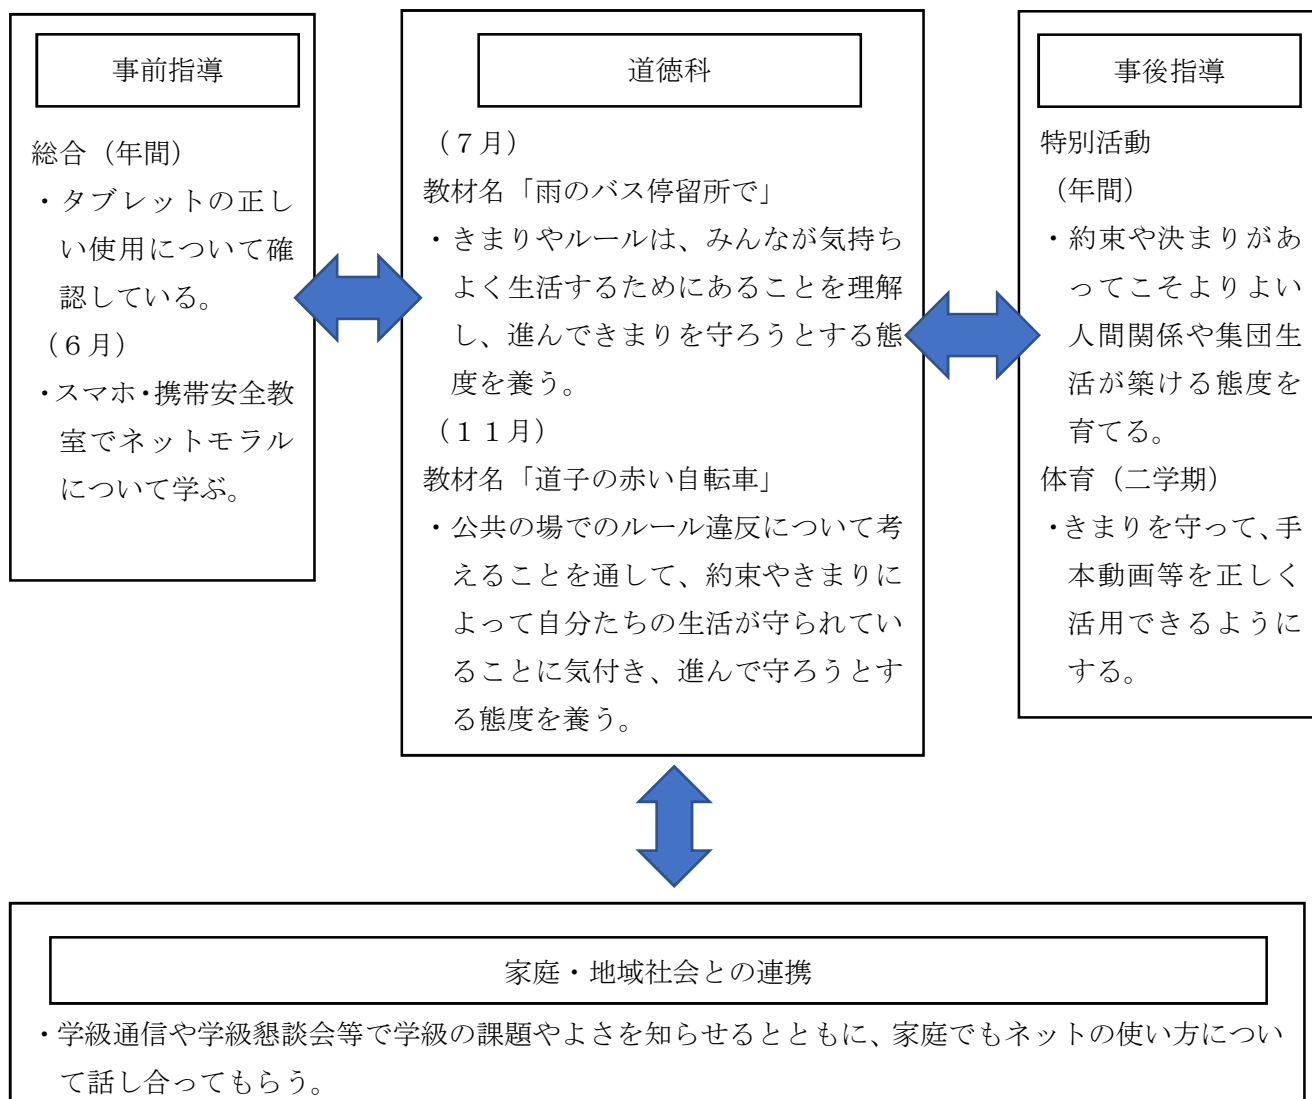 事前指導
総合（年間）
・タブレットの正し
い使用について確
認している。
（６月）
・スマホ・携帯安全教
室でネットモラル
について学ぶ。
道徳科
（７月）
教材名「雨のバス停留所で」
・きまりやルールは、みんなが気持ち
よく生活するためにあることを理解
し、進んできまりを守ろうとする態
度を養う。
（１１月）
教材名「道子の赤い自転車」
・公共の場でのルール違反について考
えることを通して、約束やきまりに
よって自分たちの生活が守られてい
ることに気付き、進んで守ろうとす
る態度を養う。
事後指導
特別活動
（年間）
・約束や決まりがあ
ってこそよりよい
人間関係や集団生
活が築ける態度を
育てる。
体育（二学期）
・きまりを守って、手
本動画等を正しく
活用できるように
する。
家庭・地域社会との連携
・学級通信や学級懇談会等で学級の課題やよさを知らせるとともに、家庭でもネットの使い方につい
て話し合ってもらう。